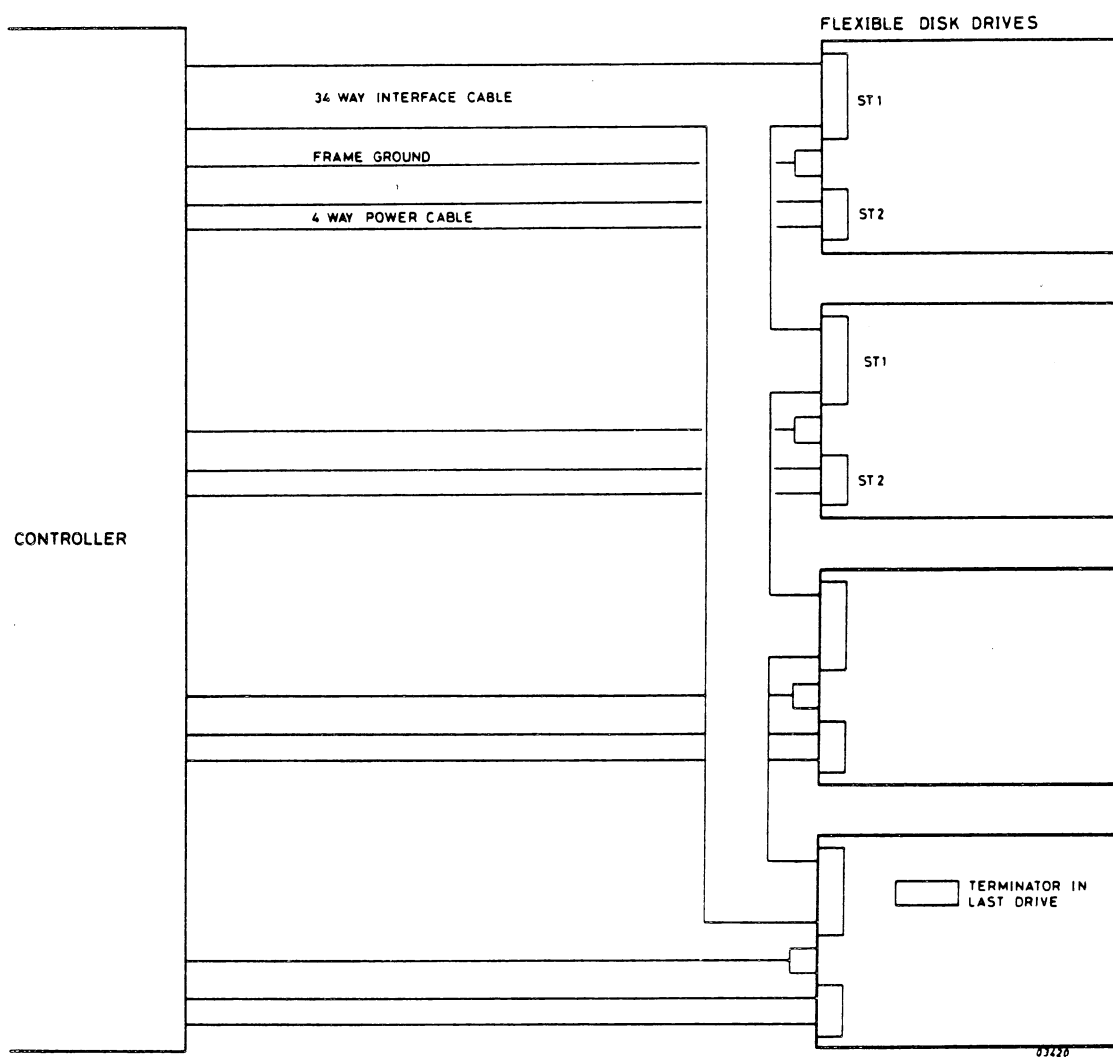 FLEXIBLE DISK DRIVES
34 WAY INTERFACE CABLE
ST1
FRAME GROUND
4 WAY POWER CABLE
ST2
ST1
ST2
CONTROLLER
TERMINATOR IN
LAST DRIVE
03420